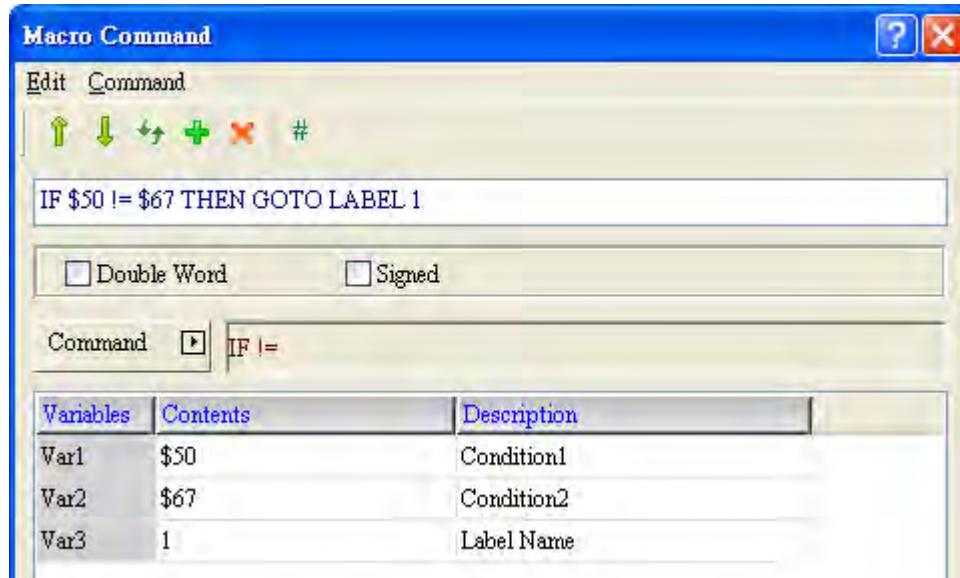 Macro Command
Edit Command
#
IF $50 != $67 THEN GOTO LABEL 1
Double Word Signed
Command IF !=
Variables Contents Description
Var1 $50 Condition1
Var2 $67 Condition2
Var3 1 Label Name